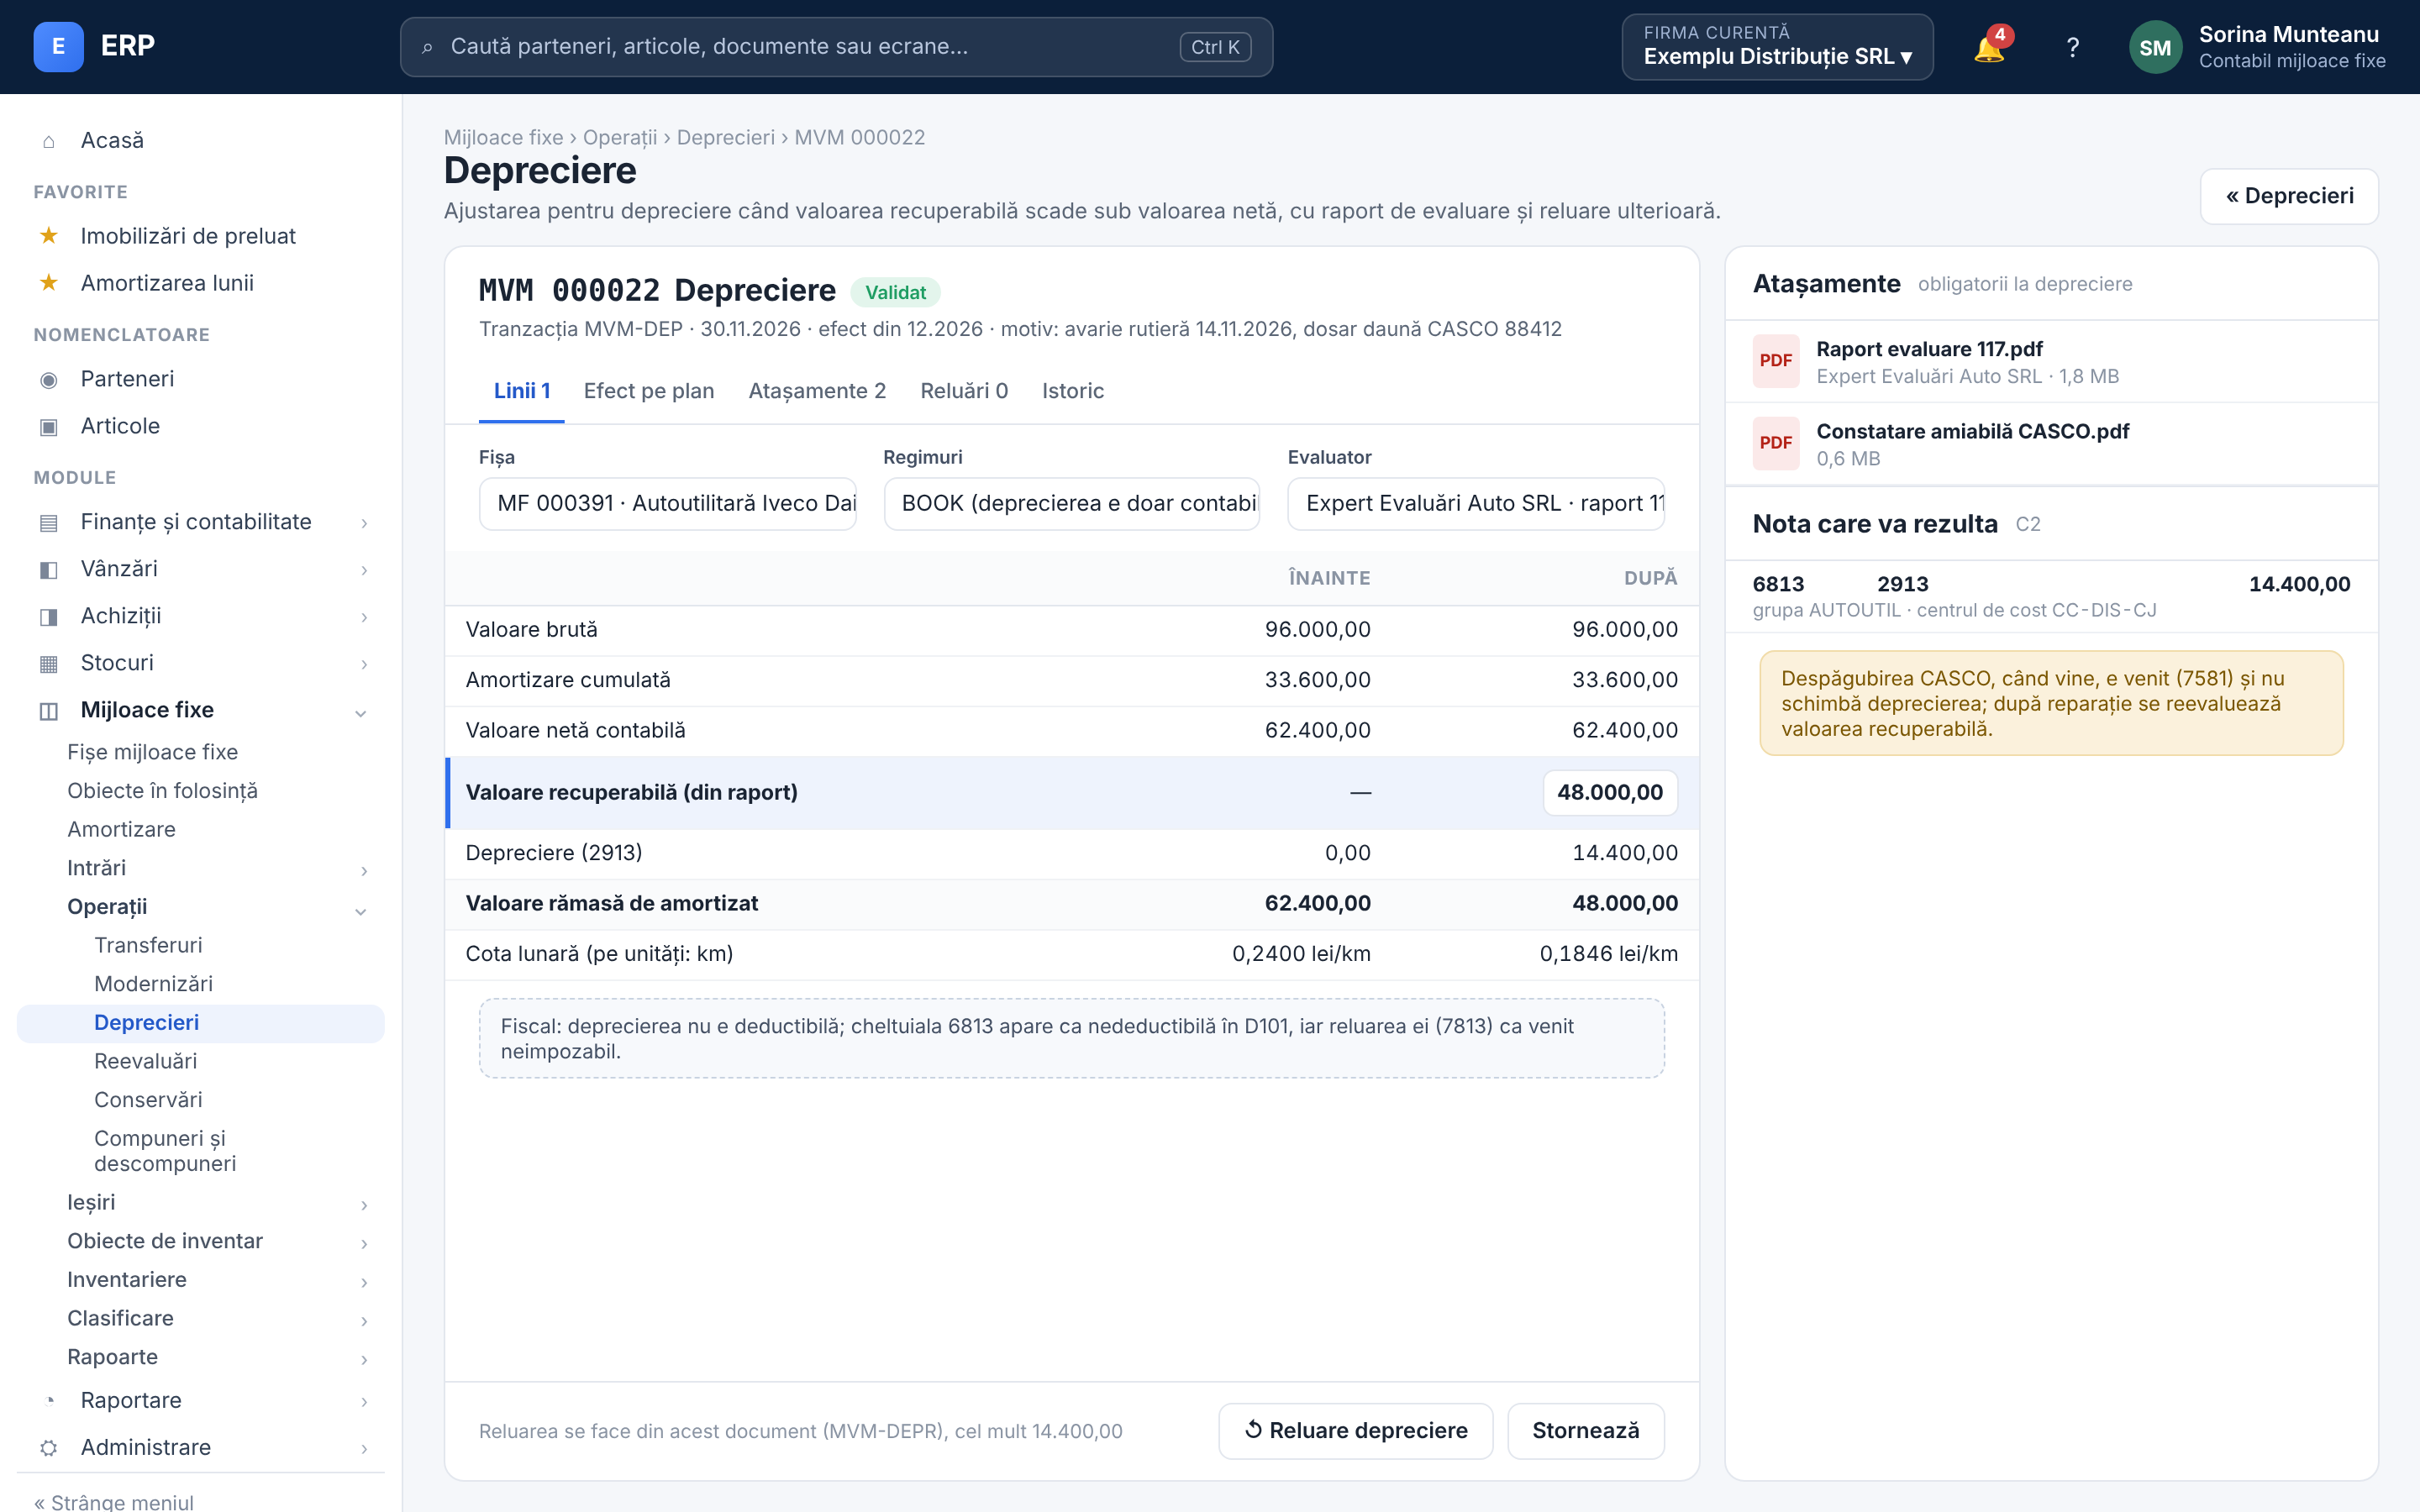 E ERP
Caută parteneri, articole, documente sau ecrane... Ctrl K
FIRMA CURENTĂ
Exemplu Distribuție SRL ▾
4
?
SM
Sorina Munteanu
Contabil mijloace fixe
Acasă
FAVORITE
★ Imobilizări de preluat
★ Amortizarea lunii
NOMENCLATOARE
Parteneri
Articole
MODULE
Finanțe și contabilitate ›
Vânzări ›
Achiziții ›
Stocuri ›
Mijloace fixe
Fișe mijloace fixe
Obiecte în folosință
Amortizare
Intrări ›
Operații
Transferuri
Modernizări
Deprecieri
Reevaluări
Conservări
Compuneri și
descompuneri
Ieșiri ›
Obiecte de inventar ›
Inventariere ›
Clasificare ›
Rapoarte ›
Raportare ›
Administrare ›
« Strânge meniul
Mijloace fixe › Operații › Deprecieri › MVM 000022
Depreciere
Ajustarea pentru depreciere când valoarea recuperabilă scade sub valoarea netă, cu raport de evaluare și reluare ulterioară.
« Deprecieri
MVM 000022 Depreciere Validat
Tranzacția MVM-DEP · 30.11.2026 · efect din 12.2026 · motiv: avarie rutieră 14.11.2026, dosar daună CASCO 88412
Linii 1 Efect pe plan Atașamente 2 Reluări 0 Istoric
Fișa Regimuri Evaluator
MF 000391 · Autoutilitară Iveco Dai BOOK (deprecierea e doar contabi Expert Evaluări Auto SRL · raport 11
ÎNAINTE DUPĂ
Valoare brută 96.000,00 96.000,00
Amortizare cumulată 33.600,00 33.600,00
Valoare netă contabilă 62.400,00 62.400,00
Valoare recuperabilă (din raport) — 48.000,00
Depreciere (2913) 0,00 14.400,00
Valoare rămasă de amortizat 62.400,00 48.000,00
Cota lunară (pe unități: km) 0,2400 lei/km 0,1846 lei/km
Fiscal: deprecierea nu e deductibilă; cheltuiala 6813 apare ca nedeductibilă în D101, iar reluarea ei (7813) ca venit
neimpozabil.
Reluarea se face din acest document (MVM-DEPR), cel mult 14.400,00
Reluare depreciere
Stornează
Atașamente obligatorii la depreciere
PDF Raport evaluare 117.pdf
Expert Evaluări Auto SRL · 1,8 MB
PDF Constatare amiabilă CASCO.pdf
0,6 MB
Nota care va rezulta C2
6813 2913 14.400,00
grupa AUTOUTIL · centrul de cost CC-DIS-CJ
Despăgubirea CASCO, când vine, e venit (7581) și nu
schimbă deprecierea; după reparație se reevaluează
valoarea recuperabilă.